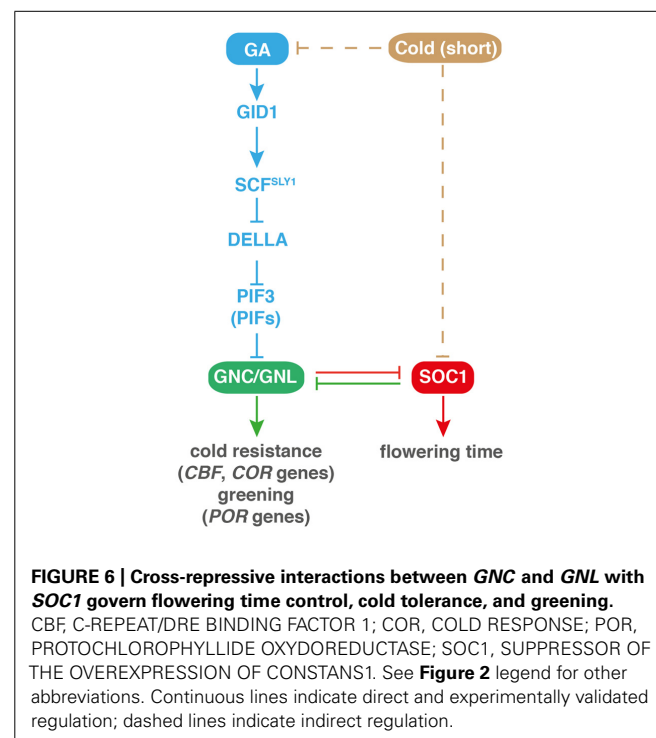 GA
Cold (short)
GID1
SCF^SLY1
DELLA
PIF3
(PIFs)
GNC/GNL
SOC1
cold resistance
(CBF, COR genes)
greening
(POR genes)
flowering time
FIGURE 6 | Cross-repressive interactions between GNC and GNL with
SOC1 govern flowering time control, cold tolerance, and greening.
CBF, C-REPEAT/DRE BINDING FACTOR 1; COR, COLD RESPONSE; POR,
PROTOCHLOROPHYLLIDE OXYDOREDUCTASE; SOC1, SUPPRESSOR OF
THE OVEREXPRESSION OF CONSTANS1. See Figure 2 legend for other
abbreviations. Continuous lines indicate direct and experimentally validated
regulation; dashed lines indicate indirect regulation.